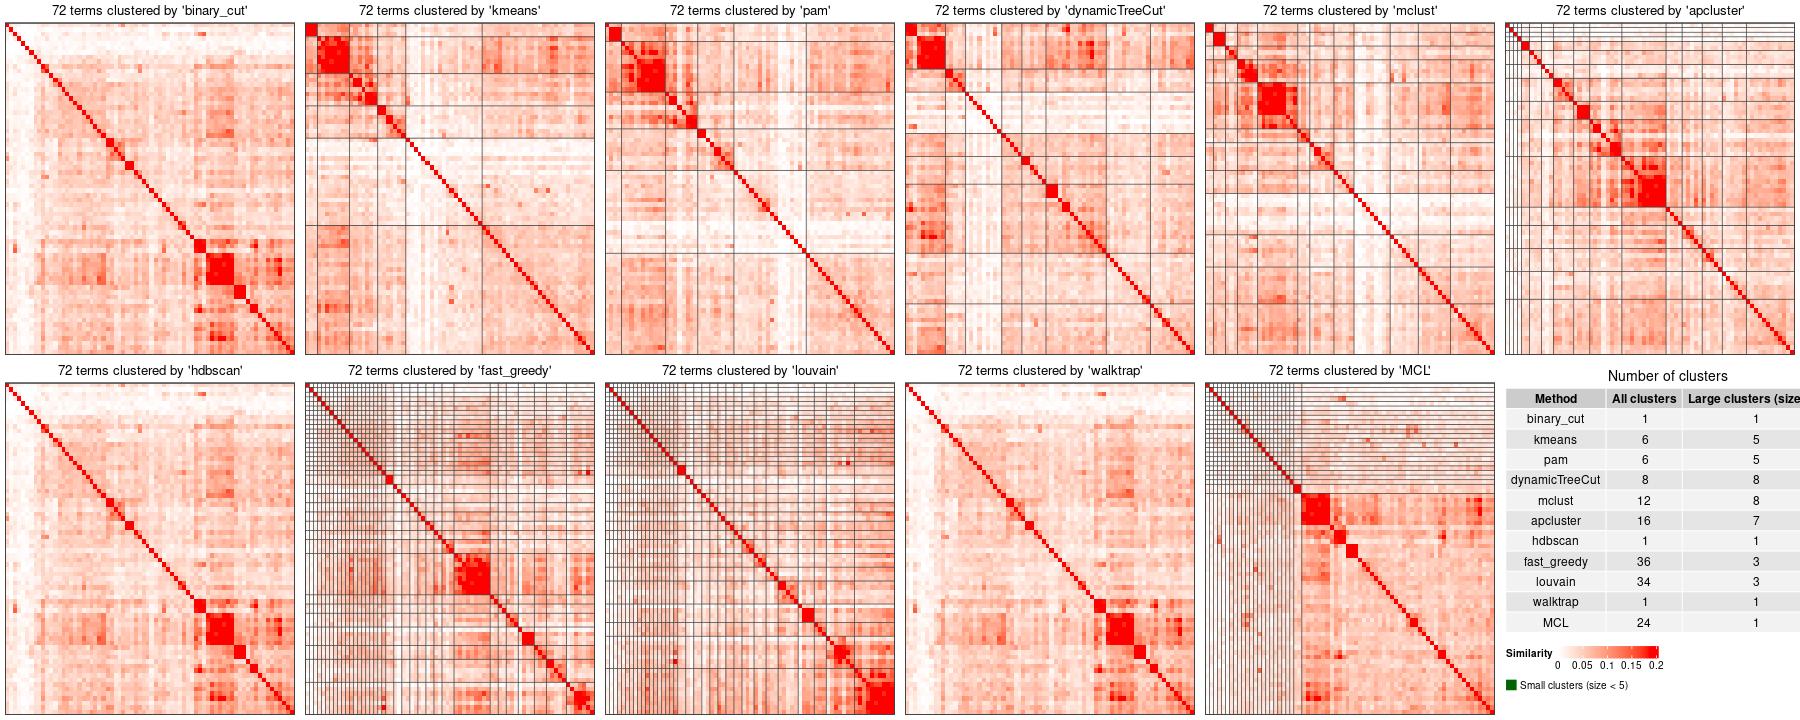 72 terms clustered by 'binary_cut'
72 terms clustered by 'kmeans'
72 terms clustered by 'pam'
72 terms clustered by 'dynamicTreeCut'
72 terms clustered by 'mclust'
72 terms clustered by 'apcluster'
72 terms clustered by 'hdbscan'
72 terms clustered by 'fast_greedy'
72 terms clustered by 'louvain'
72 terms clustered by 'walktrap'
72 terms clustered by 'MCL'
Number of clusters
Method All clusters Large clusters (size
binary_cut 1 1
kmeans 6 5
pam 6 5
dynamicTreeCut 8 8
mclust 12 8
apcluster 16 7
hdbscan 1 1
fast_greedy 36 3
louvain 34 3
walktrap 1 1
MCL 24 1
Similarity
0 0.05 0.1 0.15 0.2
Small clusters (size < 5)